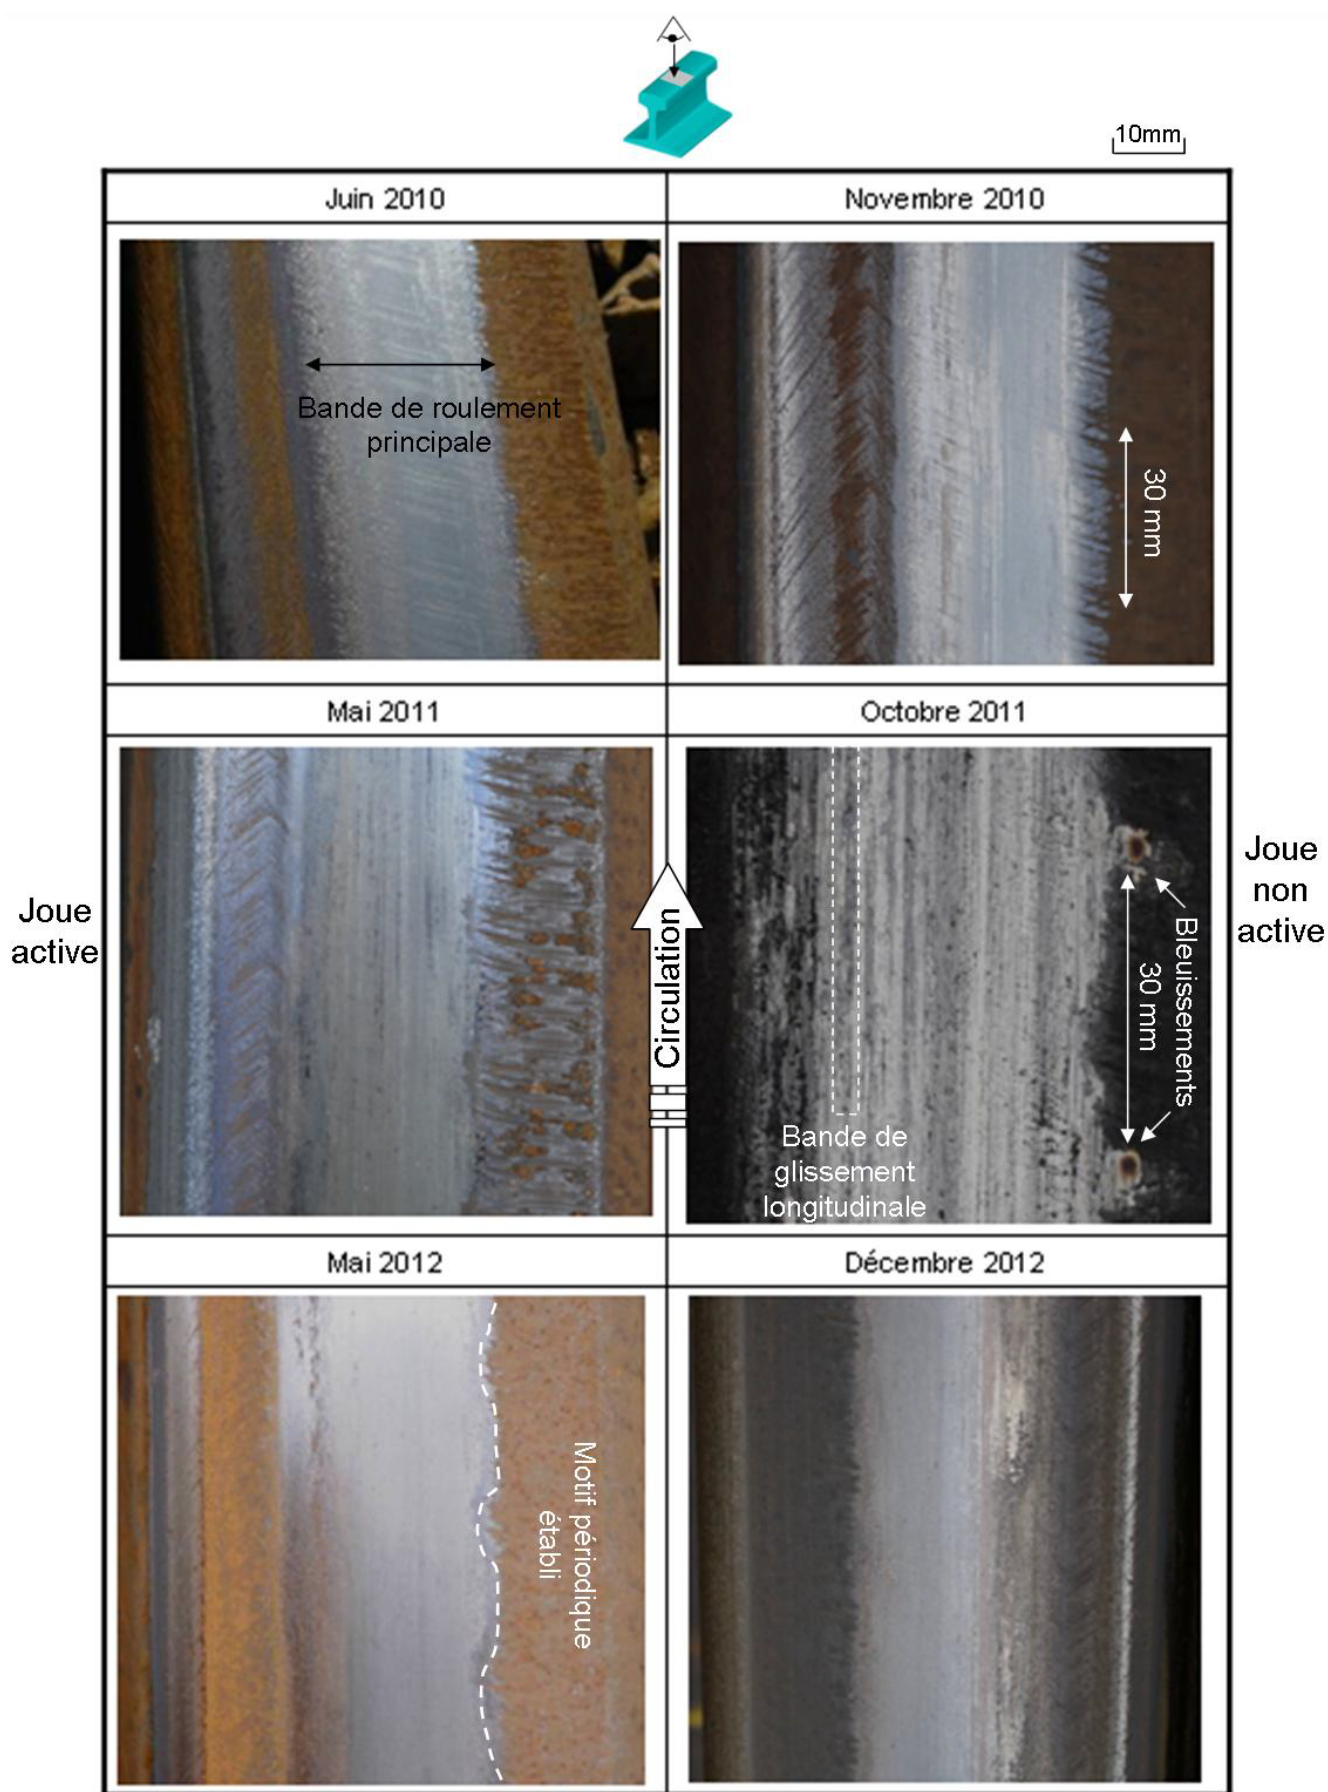 10mm
Juin 2010
Novembre 2010
Bande de roulement
principale
30 mm
Mai 2011
Octobre 2011
Joue
active
Circulation
Joue
non
active
Bleuissements
30 mm
Bande de
glissement
longitudinale
Mai 2012
Décembre 2012
Motif périodique
établi